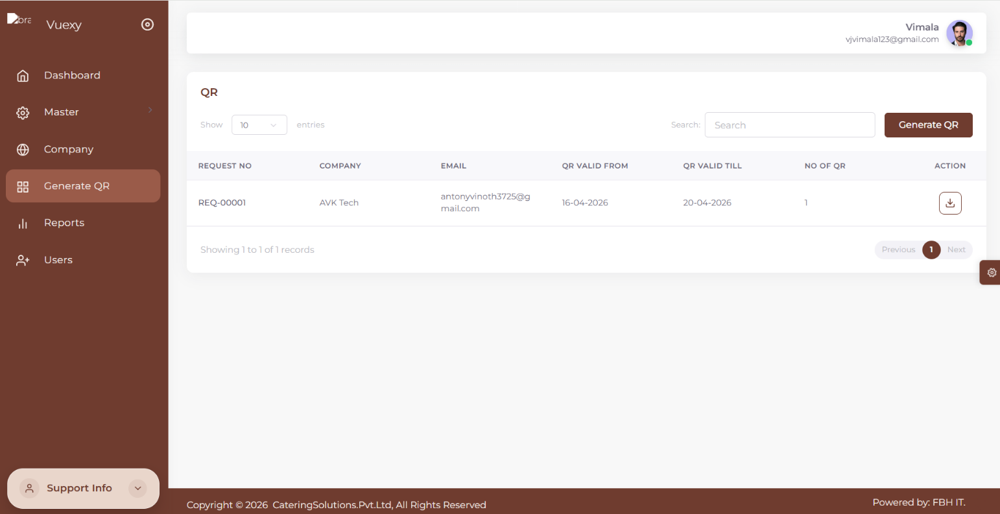 bra
Vuexy
Dashboard
Master
Company
Generate QR
Reports
Users
Support Info
Vimala
vjvimala123@gmail.com
QR
Show 10 entries
Search: Search Generate QR
REQUEST NO COMPANY EMAIL QR VALID FROM QR VALID TILL NO OF QR ACTION
REQ-00001 AVK Tech antonyvinoth3725@g
mail.com 16-04-2026 20-04-2026 1
Showing 1 to 1 of 1 records Previous 1 Next
Copyright © 2026 CateringSolutions.Pvt.Ltd, All Rights Reserved Powered by: FBH IT.